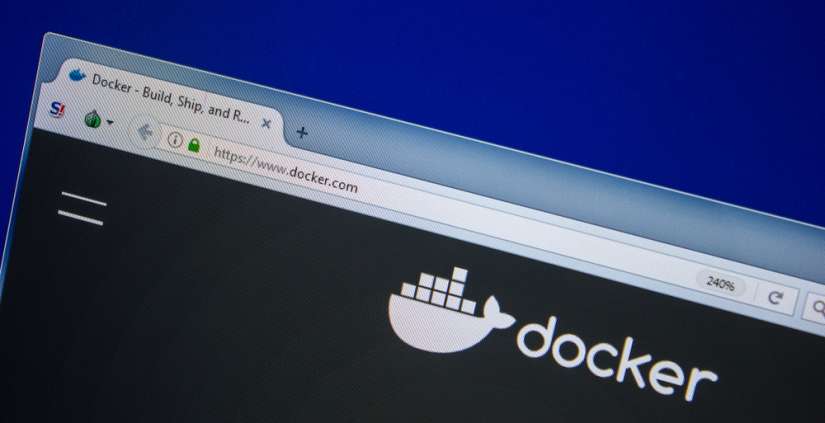 Docker - Build, Ship, and R...
S!
https://www.docker.com
240%
docker